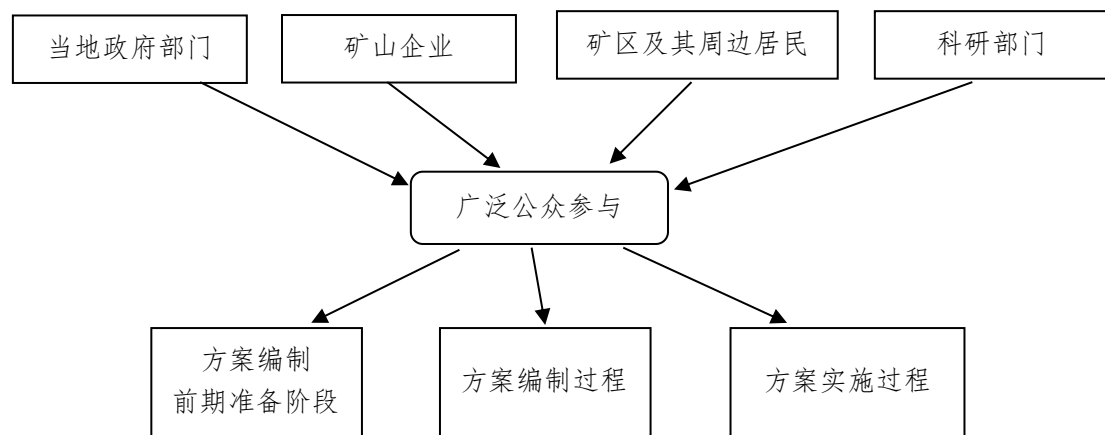 当地政府部门
矿山企业
矿区及其周边居民
科研部门
广泛公众参与
方案编制
前期准备阶段
方案编制过程
方案实施过程